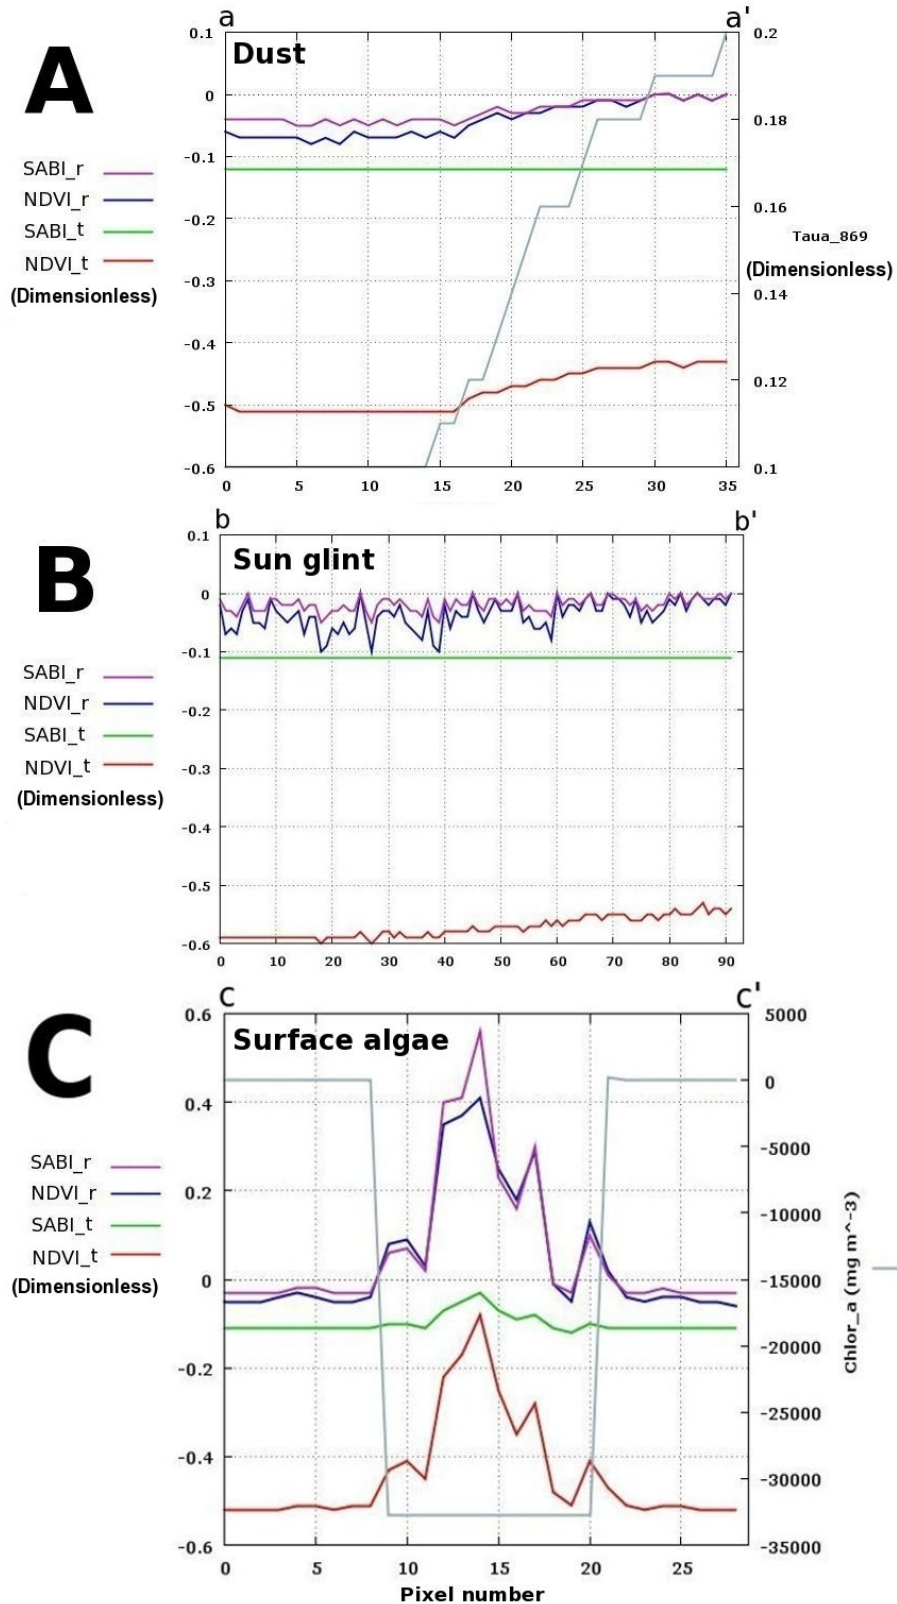 a a'
A
Dust
0.1 0.2
0
SABI_r
NDVI_r
SABI_t
NDVI_t
(Dimensionless)
-0.1 0.18
-0.2 0.16
Taua_869
(Dimensionless)
-0.3 0.14
-0.4 0.12
-0.5
-0.6 0.1
0 5 10 15 20 25 30 35
b b'
B
Sun glint
0.1
0
-0.1
-0.2
-0.3
-0.4
-0.5
-0.6
SABI_r
NDVI_r
SABI_t
NDVI_t
(Dimensionless)
0 10 20 30 40 50 60 70 80 90
c c'
C
Surface algae
0.6
0.4
0.2
0
-0.2
-0.4
-0.6
SABI_r
NDVI_r
SABI_t
NDVI_t
(Dimensionless)
5000
0
-5000
-10000
-15000
-20000
-25000
-30000
-35000
Chlor_a (mg m^-3)
0 5 10 15 20 25
Pixel number